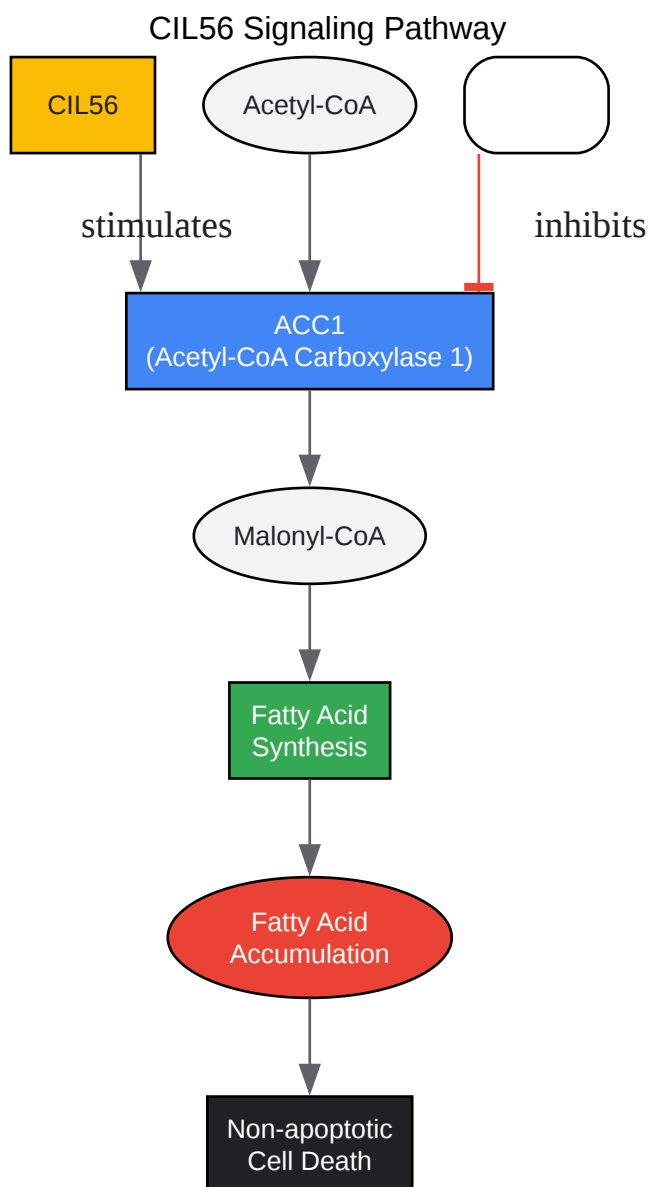 CIL56 Signaling Pathway
CIL56
Acetyl-CoA
stimulates
inhibits
ACC1
(Acetyl-CoA Carboxylase 1)
Malonyl-CoA
Fatty Acid
Synthesis
Fatty Acid
Accumulation
Non-apoptotic
Cell Death